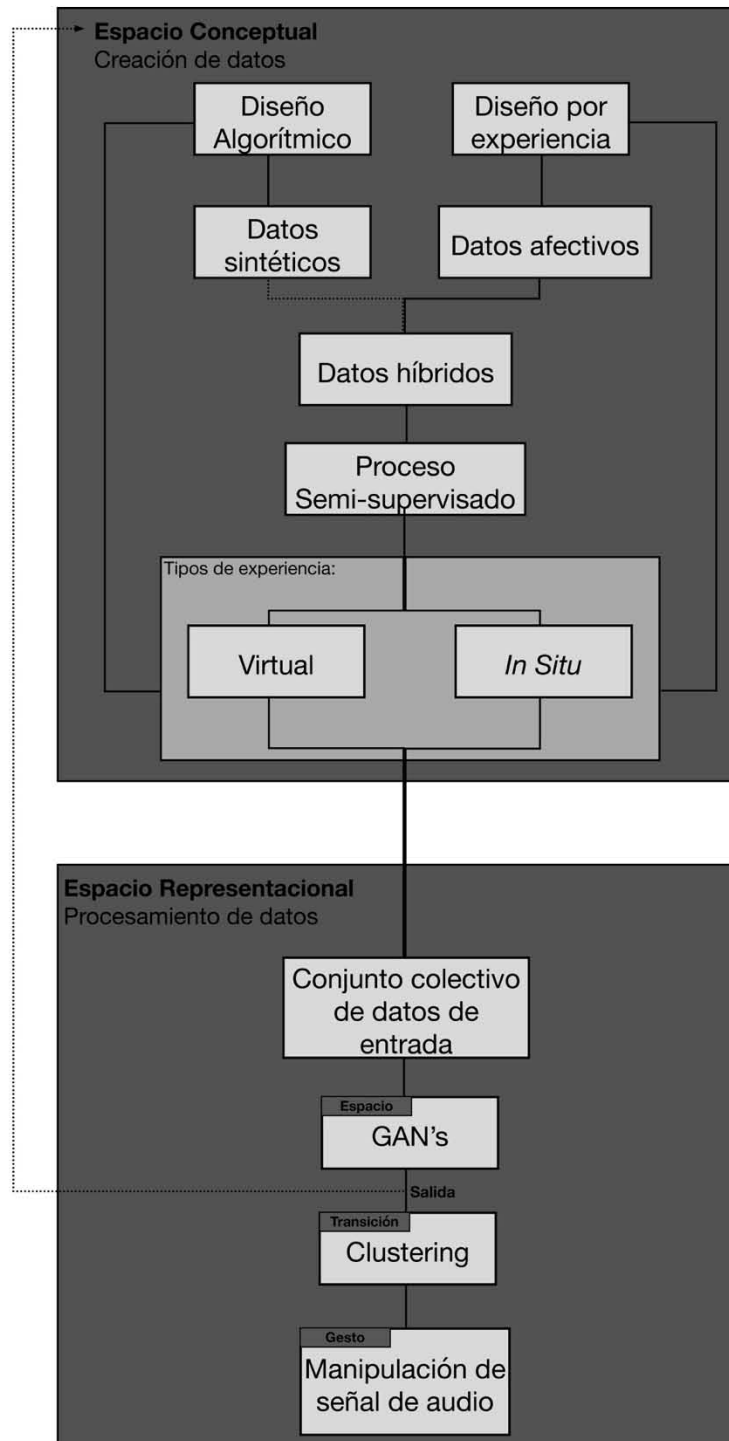 Espacio Conceptual
Creación de datos
Diseño
Algorítmico
Diseño por
experiencia
Datos
sintéticos
Datos afectivos
Datos híbridos
Proceso
Semi-supervisado
Tipos de experiencia:
Virtual
In Situ
Espacio Representacional
Procesamiento de datos
Conjunto colectivo
de datos de
entrada
Espacio
GAN’s
Salida
Transición
Clustering
Gesto
Manipulación de
señal de audio